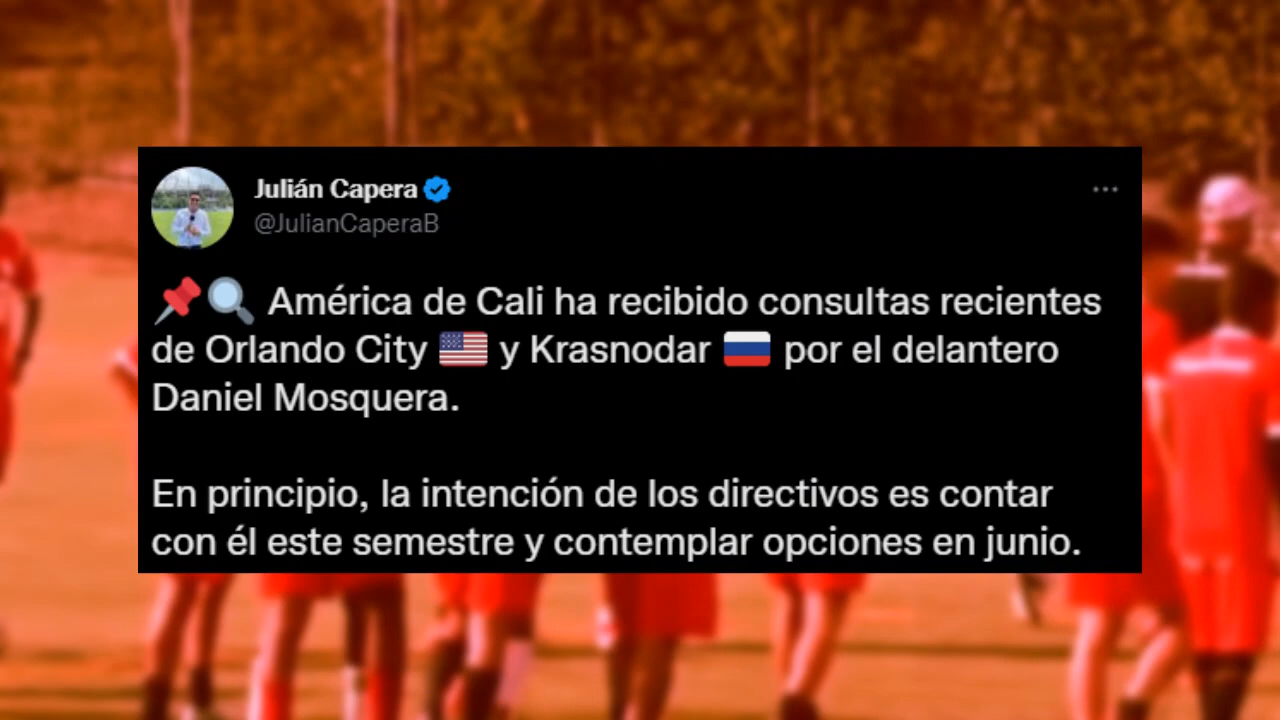 Julián Capera
@JulianCaperaB
📌🔍 América de Cali ha recibido consultas recientes
de Orlando City 🇺🇸 y Krasnodar 🇷🇺 por el delantero
Daniel Mosquera.
En principio, la intención de los directivos es contar
con él este semestre y contemplar opciones en junio.